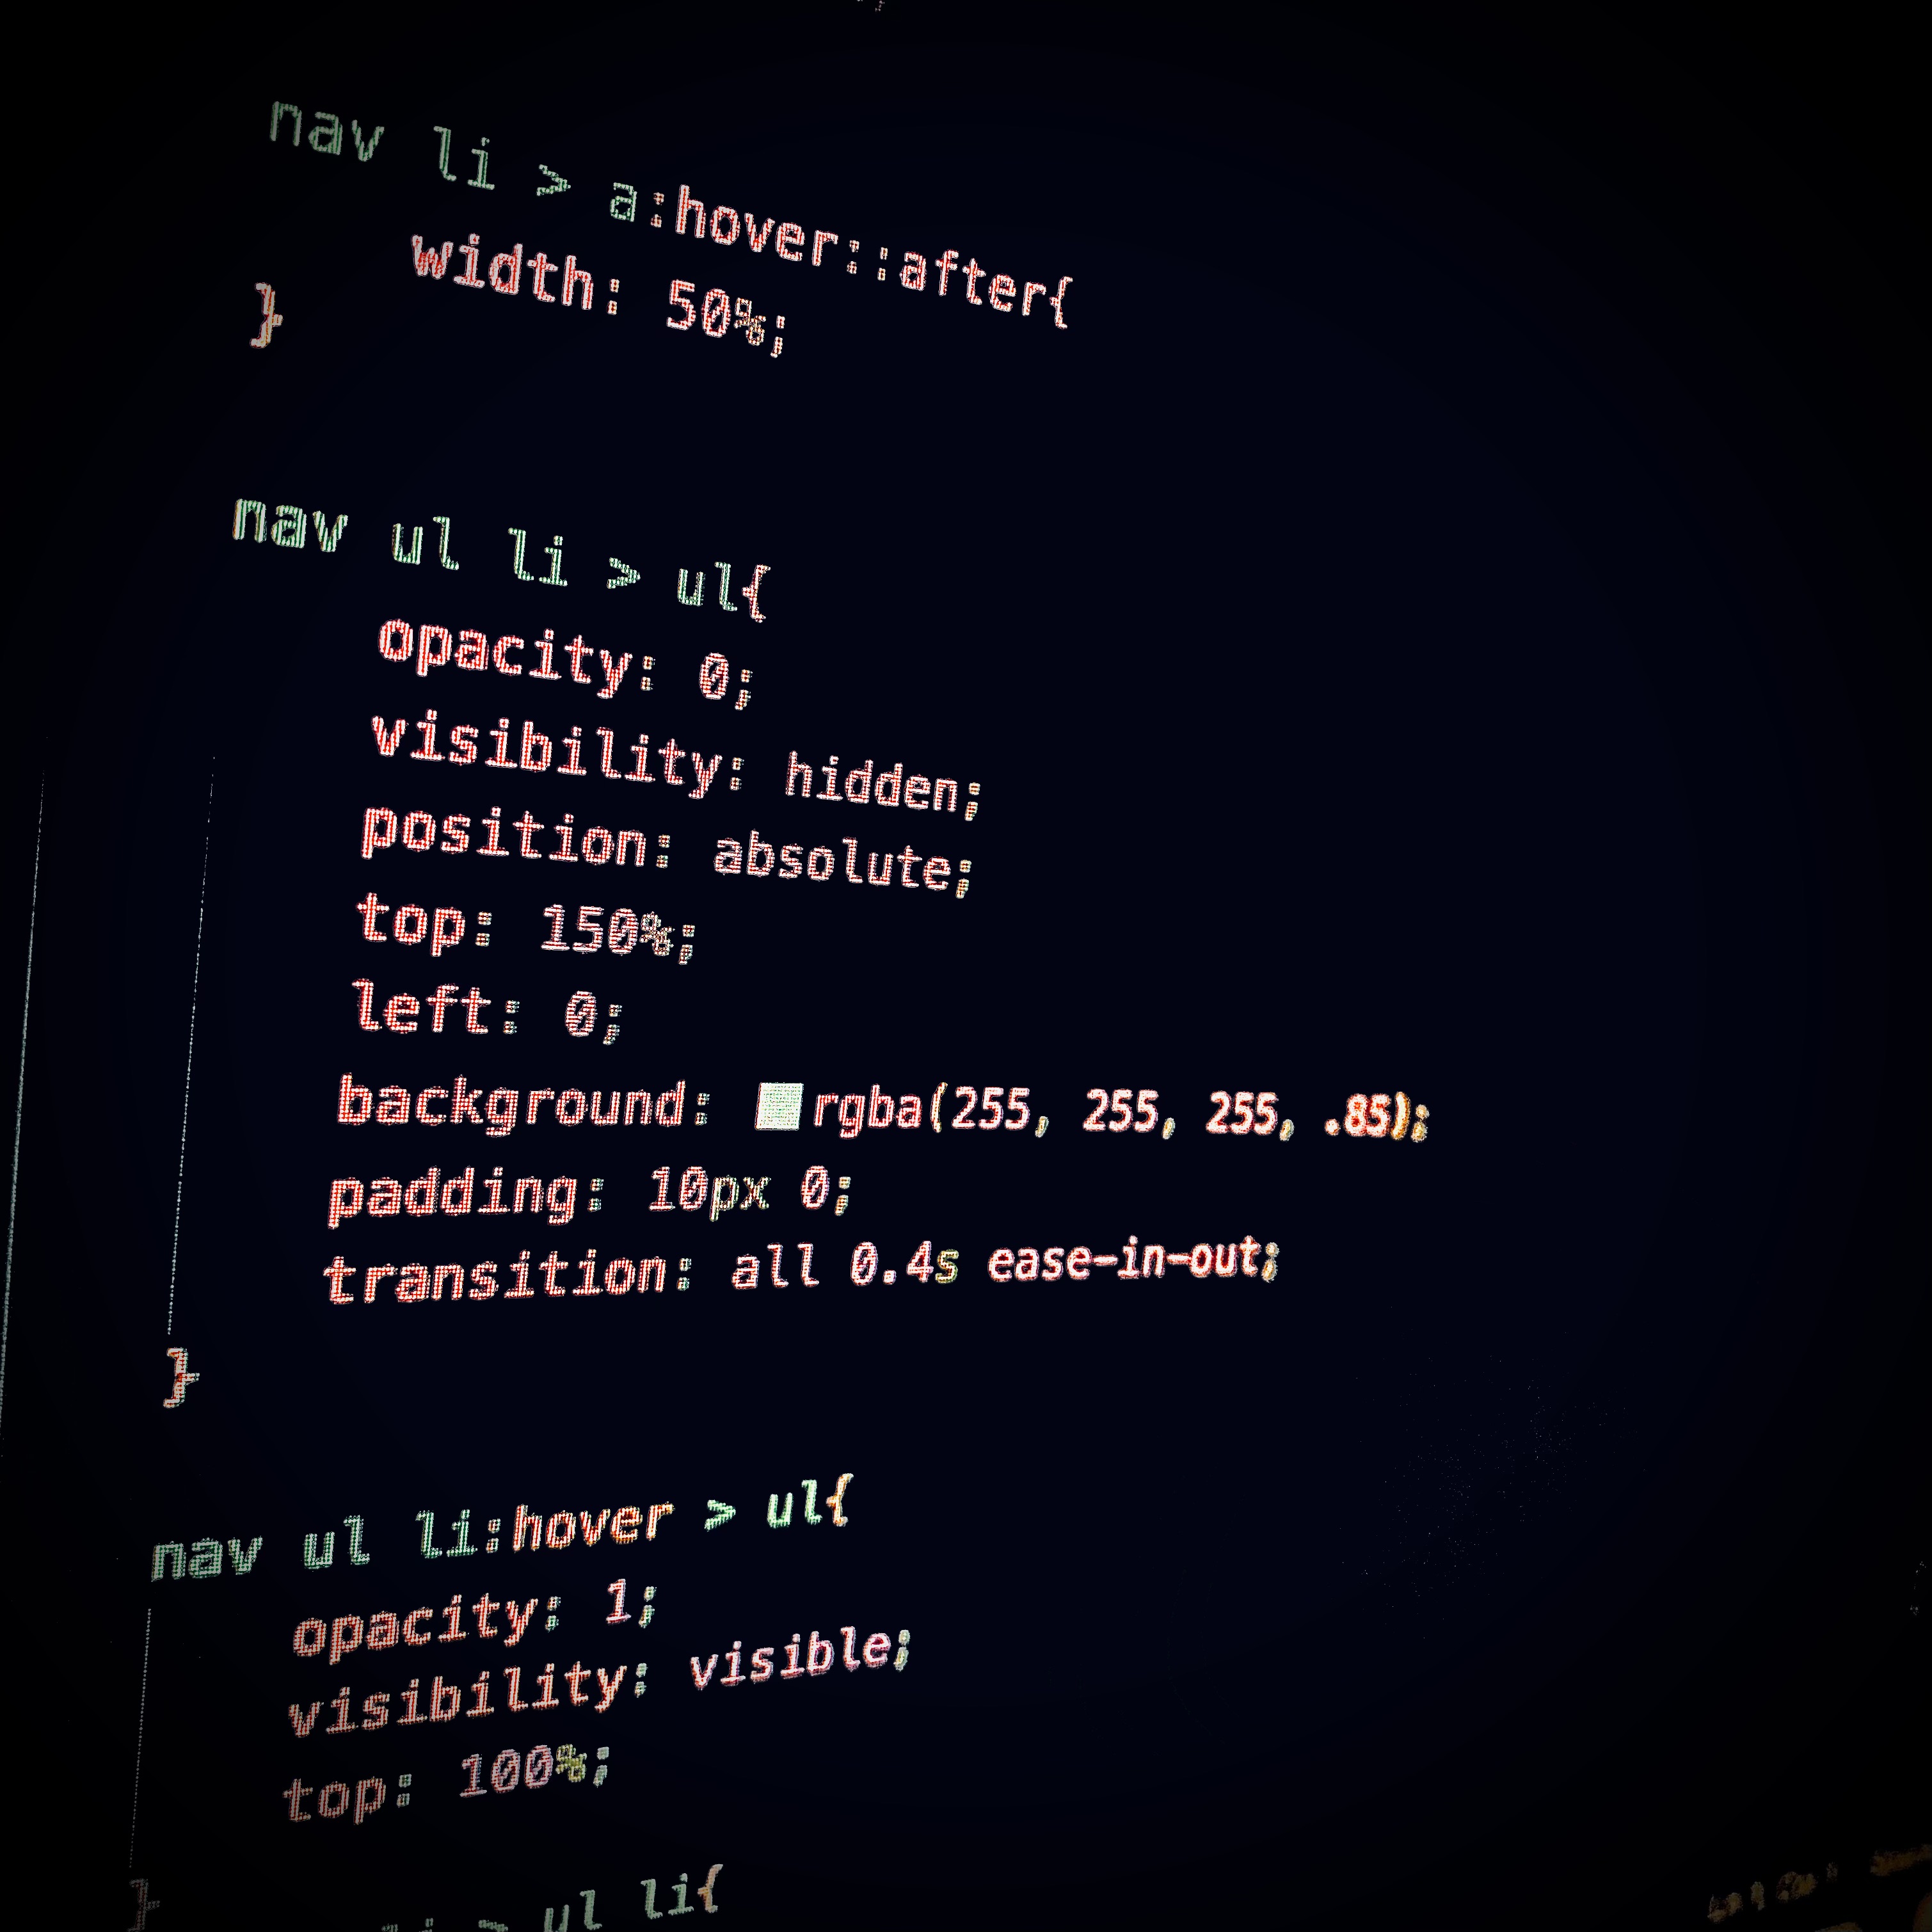 nav li > a:hover::after{
width: 50%;
}
nav ul li > ul{
opacity: 0;
visibility: hidden;
position: absolute;
top: 150%;
left: 0;
background: rgba(255, 255, 255, .85);
padding: 10px 0;
transition: all 0.4s ease-in-out;
}
nav ul li:hover > ul{
opacity: 1;
visibility: visible;
top: 100%;
}
> ul li{